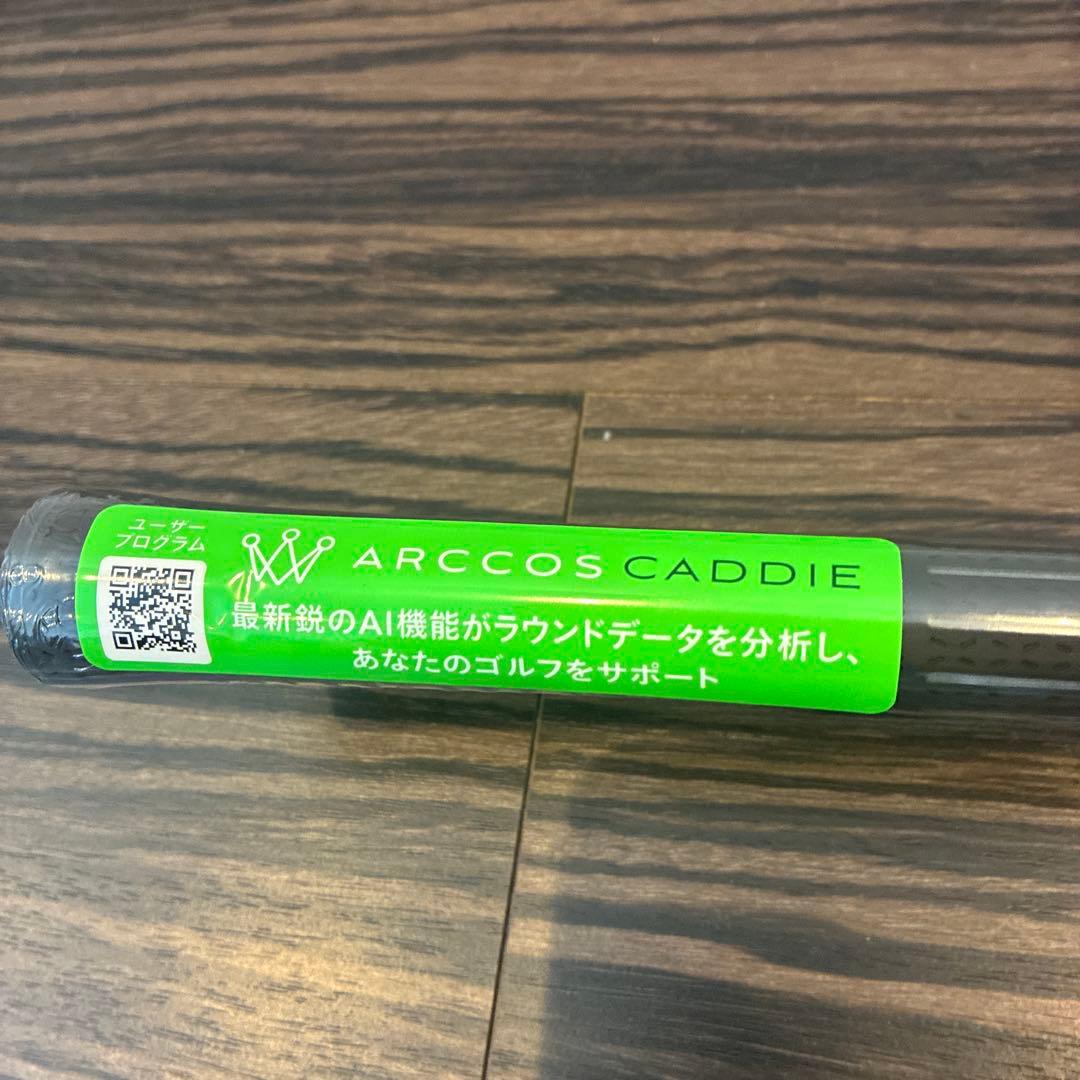 ユーザー
プログラム
ARCCOS CADDIE
最新鋭のAI機能がラウンドデータを分析し、
あなたのゴルフをサポート